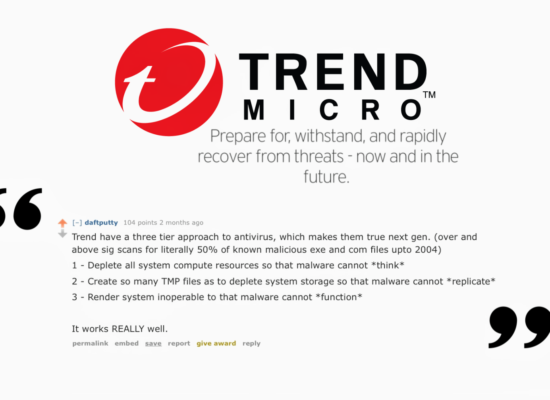 TREND
MICRO™
Prepare for, withstand, and rapidly
recover from threats - now and in the
future.
“
[–] daftputty 104 points 2 months ago
Trend have a three tier approach to antivirus, which makes them true next gen. (over and
above sig scans for literally 50% of known malicious exe and com files upto 2004)
1 - Deplete all system compute resources so that malware cannot *think*
2 - Create so many TMP files as to deplete system storage so that malware cannot *replicate*
3 - Render system inoperable to that malware cannot *function*
It works REALLY well.
permalink embed save report give award reply
”